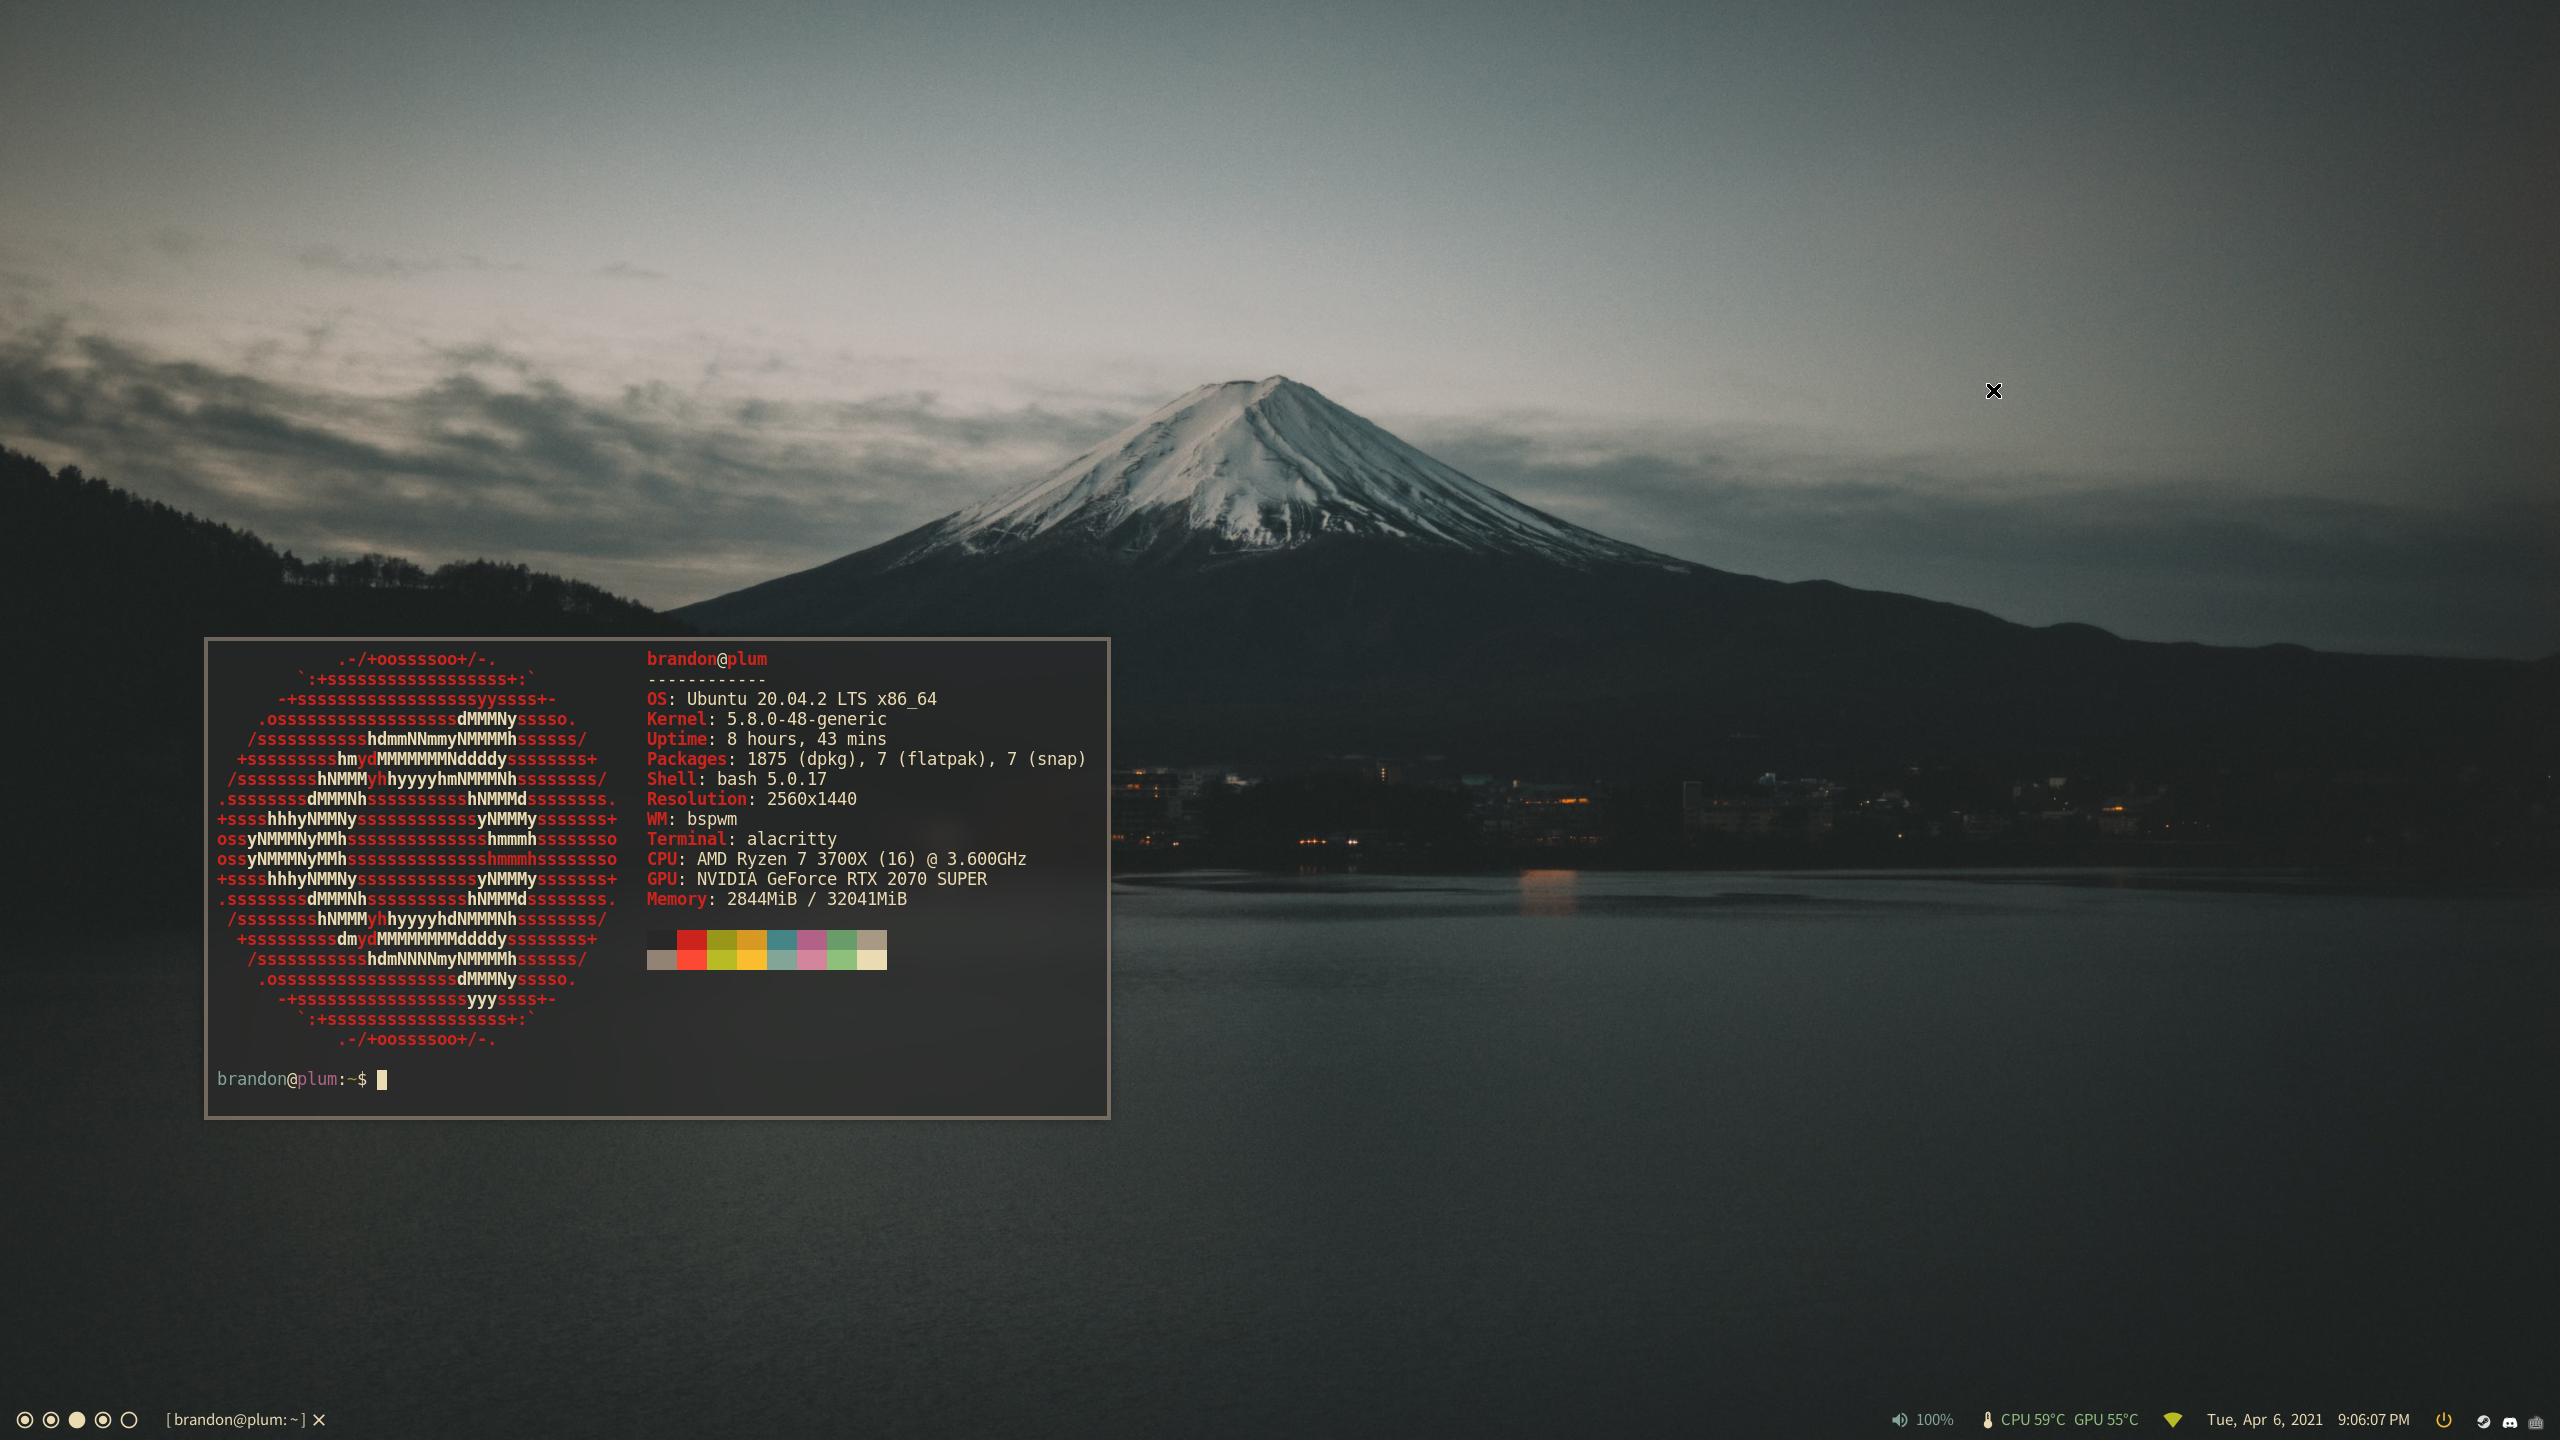 .-/+oossssoo+/-.
        `:+ssssssssssssssssss+:`
      -+ssssssssssssssssssyyssss+-
    .ossssssssssssssssssdMMMNysssso.
   /ssssssssssshdmmNNmmyNMMMMhssssss/
  +ssssssssshmydMMMMMMMNddddyssssssss+
 /sssssssshNMMMyhhyyyyhmNMMMNhssssssss/
.ssssssssdMMMNhsssssssssshNMMMdssssssss.
+sssshhhyNMMNyssssssssssssyNMMMysssssss+
ossyNMMMNyMMhsssssssssssssshmmmhssssssso
ossyNMMMNyMMhsssssssssssssshmmmhssssssso
+sssshhhyNMMNyssssssssssssyNMMMysssssss+
.ssssssssdMMMNhsssssssssshNMMMdssssssss.
 /sssssssshNMMMyhhyyyyhdNMMMNhssssssss/
  +sssssssssdmydMMMMMMMMddddyssssssss+
   /ssssssssssshdmNNNNmyNMMMMhssssss/
    .ossssssssssssssssssdMMMNysssso.
      -+sssssssssssssssssyyyssss+-
        `:+ssssssssssssssssss+:`
            .-/+oossssoo+/-.
brandon@plum
------------
OS: Ubuntu 20.04.2 LTS x86_64
Kernel: 5.8.0-48-generic
Uptime: 8 hours, 43 mins
Packages: 1875 (dpkg), 7 (flatpak), 7 (snap)
Shell: bash 5.0.17
Resolution: 2560x1440
WM: bspwm
Terminal: alacritty
CPU: AMD Ryzen 7 3700X (16) @ 3.600GHz
GPU: NVIDIA GeForce RTX 2070 SUPER
Memory: 2844MiB / 32041MiB
brandon@plum:~$
[ brandon@plum: ~ ] 100% CPU 59°C GPU 55°C Tue, Apr 6, 2021 9:06:07 PM